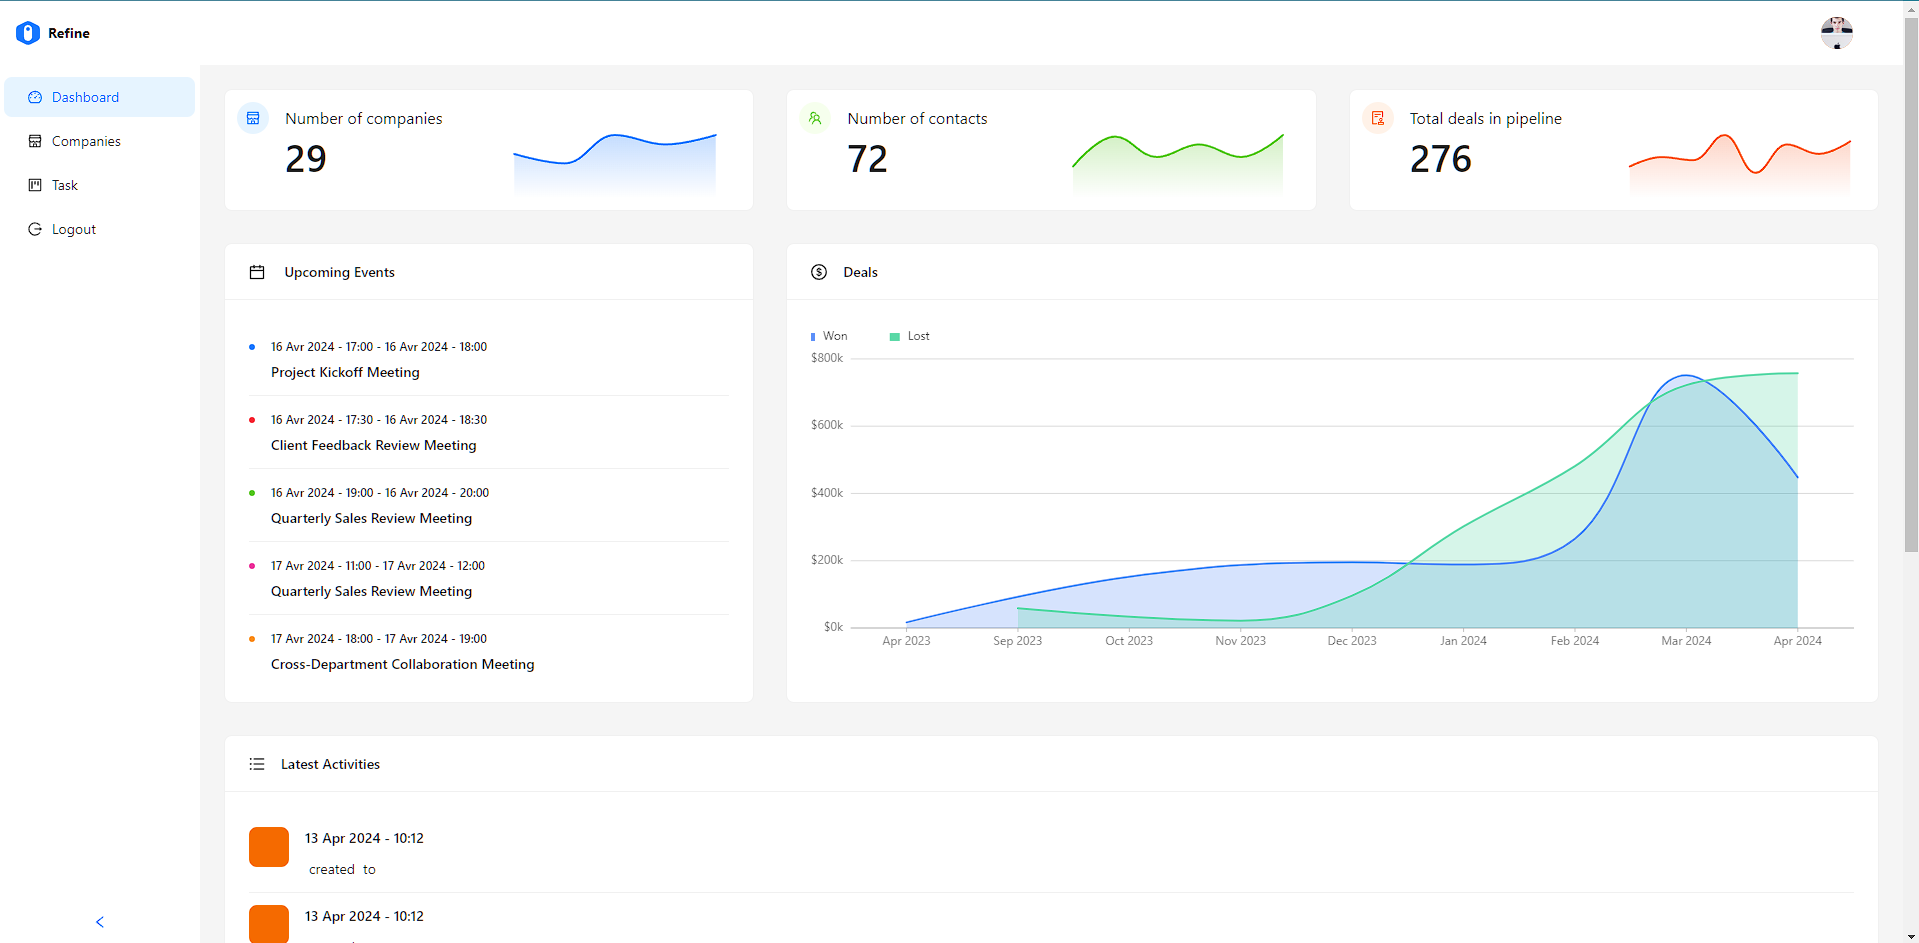 Refine
Dashboard
Companies
Task
Logout
Number of companies
29
Number of contacts
72
Total deals in pipeline
276
Upcoming Events
16 Avr 2024 - 17:00 - 16 Avr 2024 - 18:00
Project Kickoff Meeting
16 Avr 2024 - 17:30 - 16 Avr 2024 - 18:30
Client Feedback Review Meeting
16 Avr 2024 - 19:00 - 16 Avr 2024 - 20:00
Quarterly Sales Review Meeting
17 Avr 2024 - 11:00 - 17 Avr 2024 - 12:00
Quarterly Sales Review Meeting
17 Avr 2024 - 18:00 - 17 Avr 2024 - 19:00
Cross-Department Collaboration Meeting
Deals
Won Lost
$800k
$600k
$400k
$200k
$0k
Apr 2023 Sep 2023 Oct 2023 Nov 2023 Dec 2023 Jan 2024 Feb 2024 Mar 2024 Apr 2024
Latest Activities
13 Apr 2024 - 10:12
created to
13 Apr 2024 - 10:12